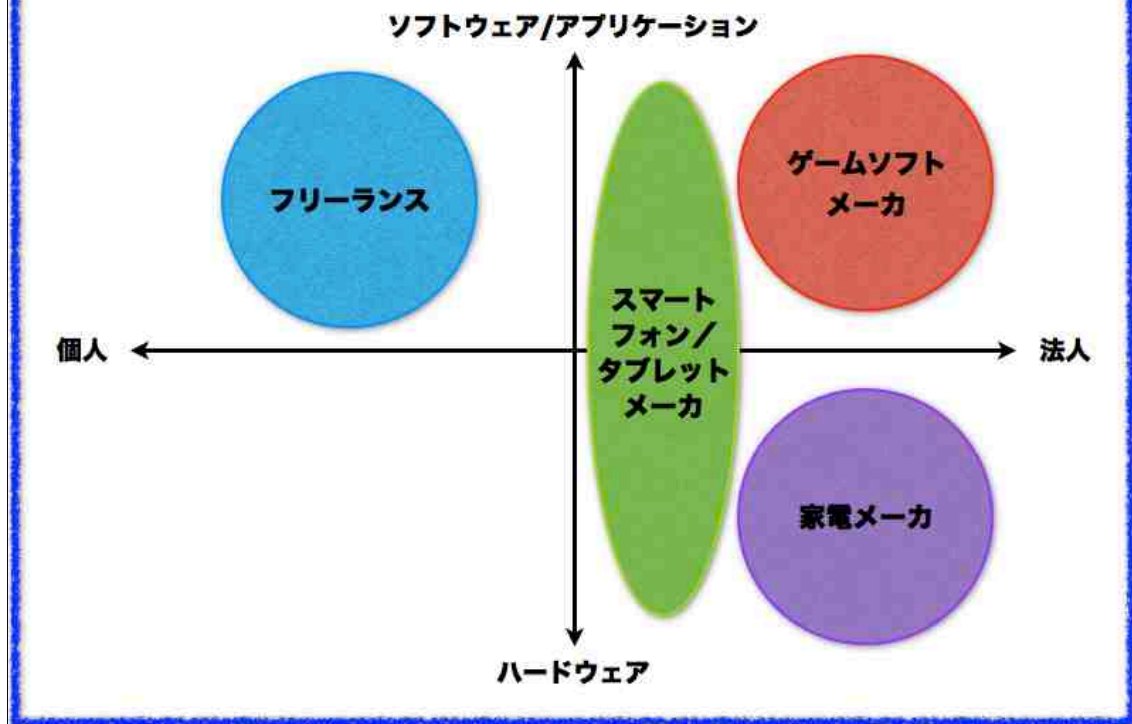 ソフトウェア/アプリケーション
フリーランス
ゲームソフト
メーカ
スマート
フォン/
タブレット
メーカ
個人
法人
家電メーカ
ハードウェア